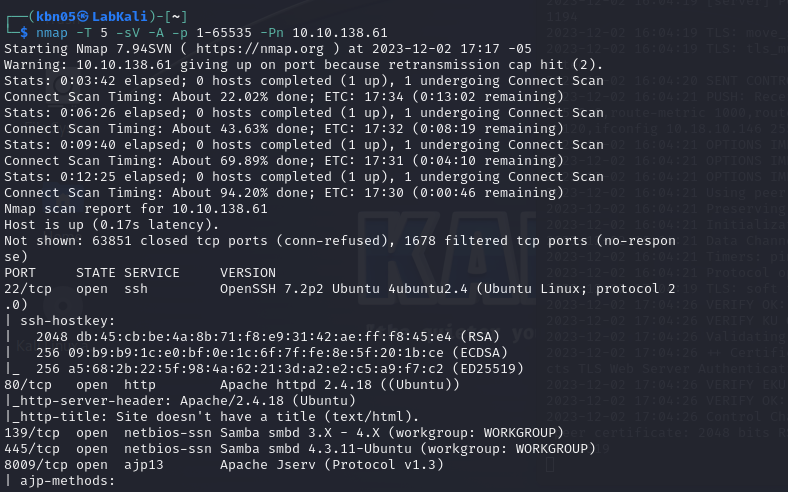 ┌──(kbn05㉿LabKali)-[~]
└─$ nmap -T 5 -sV -A -p 1-65535 -Pn 10.10.138.61
Starting Nmap 7.94SVN ( https://nmap.org ) at 2023-12-02 17:17 -05
Warning: 10.10.138.61 giving up on port because retransmission cap hit (2).
Stats: 0:03:42 elapsed; 0 hosts completed (1 up), 1 undergoing Connect Scan
Connect Scan Timing: About 22.02% done; ETC: 17:34 (0:13:02 remaining)
Stats: 0:06:26 elapsed; 0 hosts completed (1 up), 1 undergoing Connect Scan
Connect Scan Timing: About 43.63% done; ETC: 17:32 (0:08:19 remaining)
Stats: 0:09:40 elapsed; 0 hosts completed (1 up), 1 undergoing Connect Scan
Connect Scan Timing: About 69.89% done; ETC: 17:31 (0:04:10 remaining)
Stats: 0:12:25 elapsed; 0 hosts completed (1 up), 1 undergoing Connect Scan
Connect Scan Timing: About 94.20% done; ETC: 17:30 (0:00:46 remaining)
Nmap scan report for 10.10.138.61
Host is up (0.17s latency).
Not shown: 63851 closed tcp ports (conn-refused), 1678 filtered tcp ports (no-respon
se)
PORT     STATE SERVICE     VERSION
22/tcp   open  ssh         OpenSSH 7.2p2 Ubuntu 4ubuntu2.4 (Ubuntu Linux; protocol 2
.0)
| ssh-hostkey:
|   2048 db:45:cb:be:4a:8b:71:f8:e9:31:42:ae:ff:f8:45:e4 (RSA)
|   256 09:b9:b9:1c:e0:bf:0e:1c:6f:7f:fe:8e:5f:20:1b:ce (ECDSA)
|_  256 a5:68:2b:22:5f:98:4a:62:21:3d:a2:e2:c5:a9:f7:c2 (ED25519)
80/tcp   open  http        Apache httpd 2.4.18 ((Ubuntu))
|_http-server-header: Apache/2.4.18 (Ubuntu)
|_http-title: Site doesn't have a title (text/html).
139/tcp  open  netbios-ssn Samba smbd 3.X - 4.X (workgroup: WORKGROUP)
445/tcp  open  netbios-ssn Samba smbd 4.3.11-Ubuntu (workgroup: WORKGROUP)
8009/tcp open  ajp13       Apache Jserv (Protocol v1.3)
| ajp-methods: